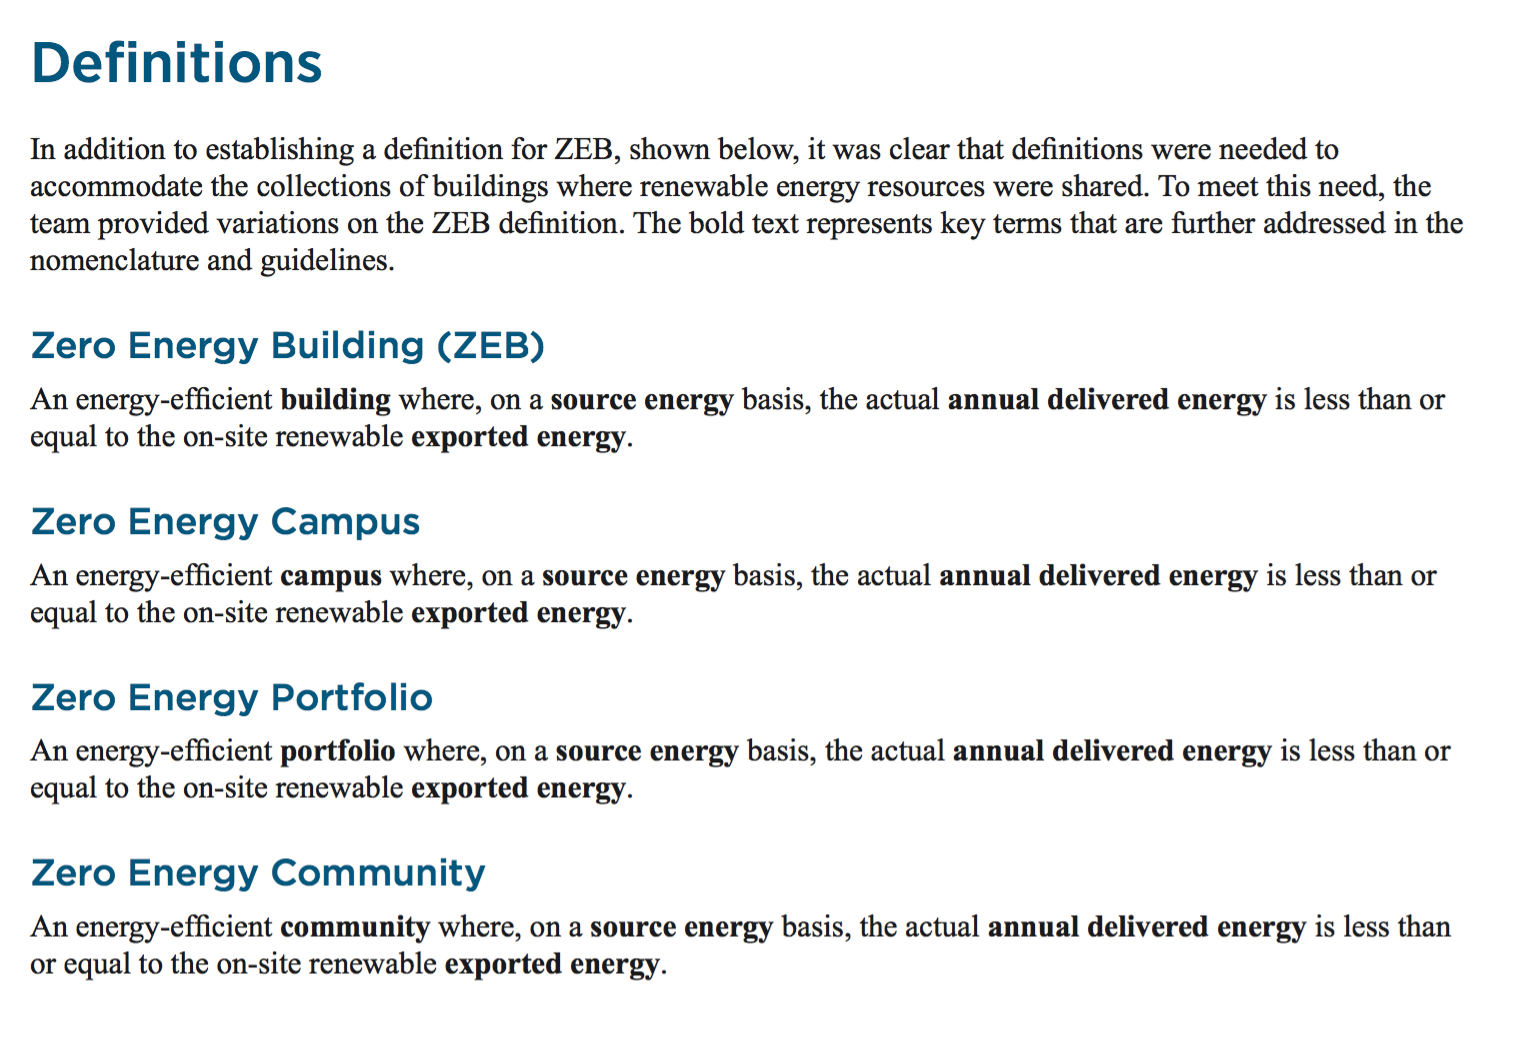 Definitions
In addition to establishing a definition for ZEB, shown below, it was clear that definitions were needed to
accommodate the collections of buildings where renewable energy resources were shared. To meet this need, the
team provided variations on the ZEB definition. The bold text represents key terms that are further addressed in the
nomenclature and guidelines.
Zero Energy Building (ZEB)
An energy-efficient building where, on a source energy basis, the actual annual delivered energy is less than or
equal to the on-site renewable exported energy.
Zero Energy Campus
An energy-efficient campus where, on a source energy basis, the actual annual delivered energy is less than or
equal to the on-site renewable exported energy.
Zero Energy Portfolio
An energy-efficient portfolio where, on a source energy basis, the actual annual delivered energy is less than or
equal to the on-site renewable exported energy.
Zero Energy Community
An energy-efficient community where, on a source energy basis, the actual annual delivered energy is less than
or equal to the on-site renewable exported energy.